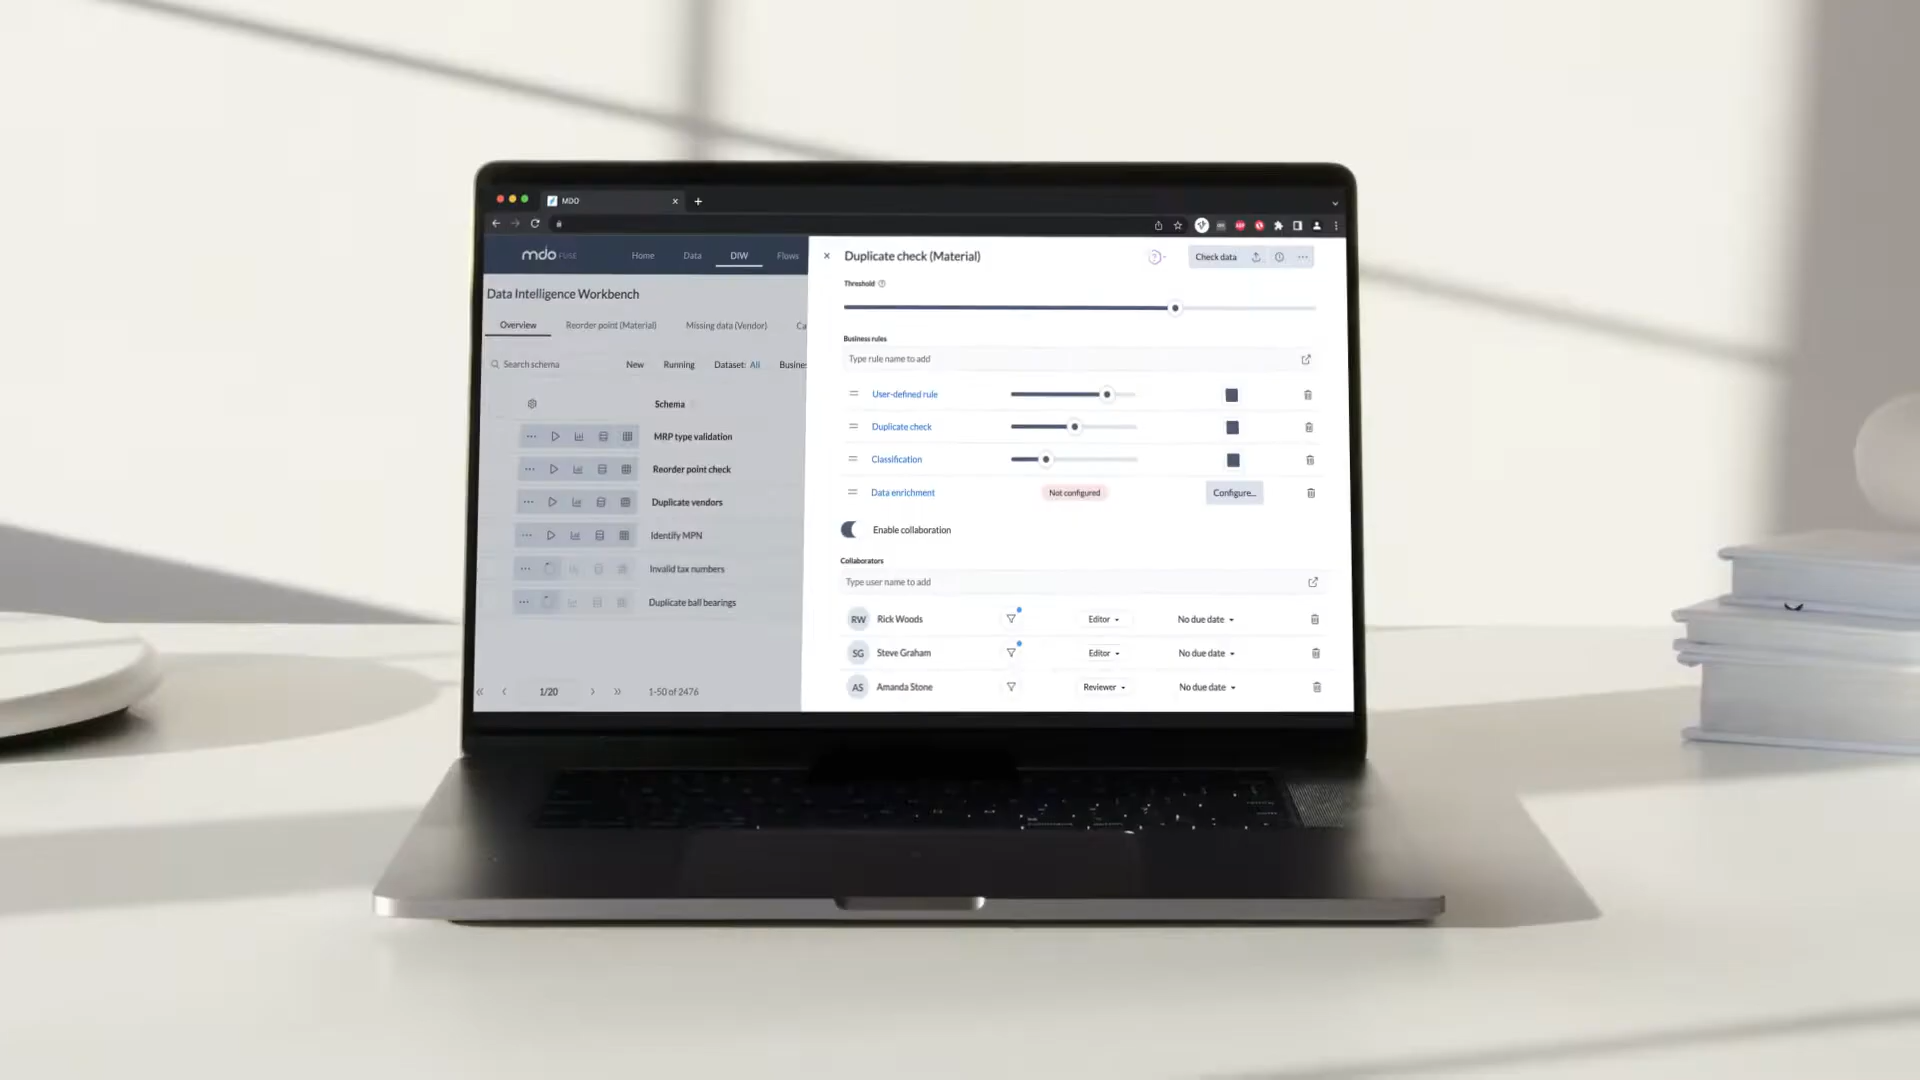 MDO
mdo FUSE
Home Data DIW Flows
Data Intelligence Workbench
Overview Reorder point (Material) Missing data (Vendor) Ca
Search schema New Running Dataset: All Busines
Schema
MRP type validation
Reorder point check
Duplicate vendors
Identify MPN
Invalid tax numbers
Duplicate ball bearings
1/20 1-50 of 2476
Duplicate check (Material) Check data
Threshold
Business rules
Type rule name to add
User-defined rule
Duplicate check
Classification
Data enrichment Not configured Configure...
Enable collaboration
Collaborators
Type user name to add
RW Rick Woods Editor No due date
SG Steve Graham Editor No due date
AS Amanda Stone Reviewer No due date